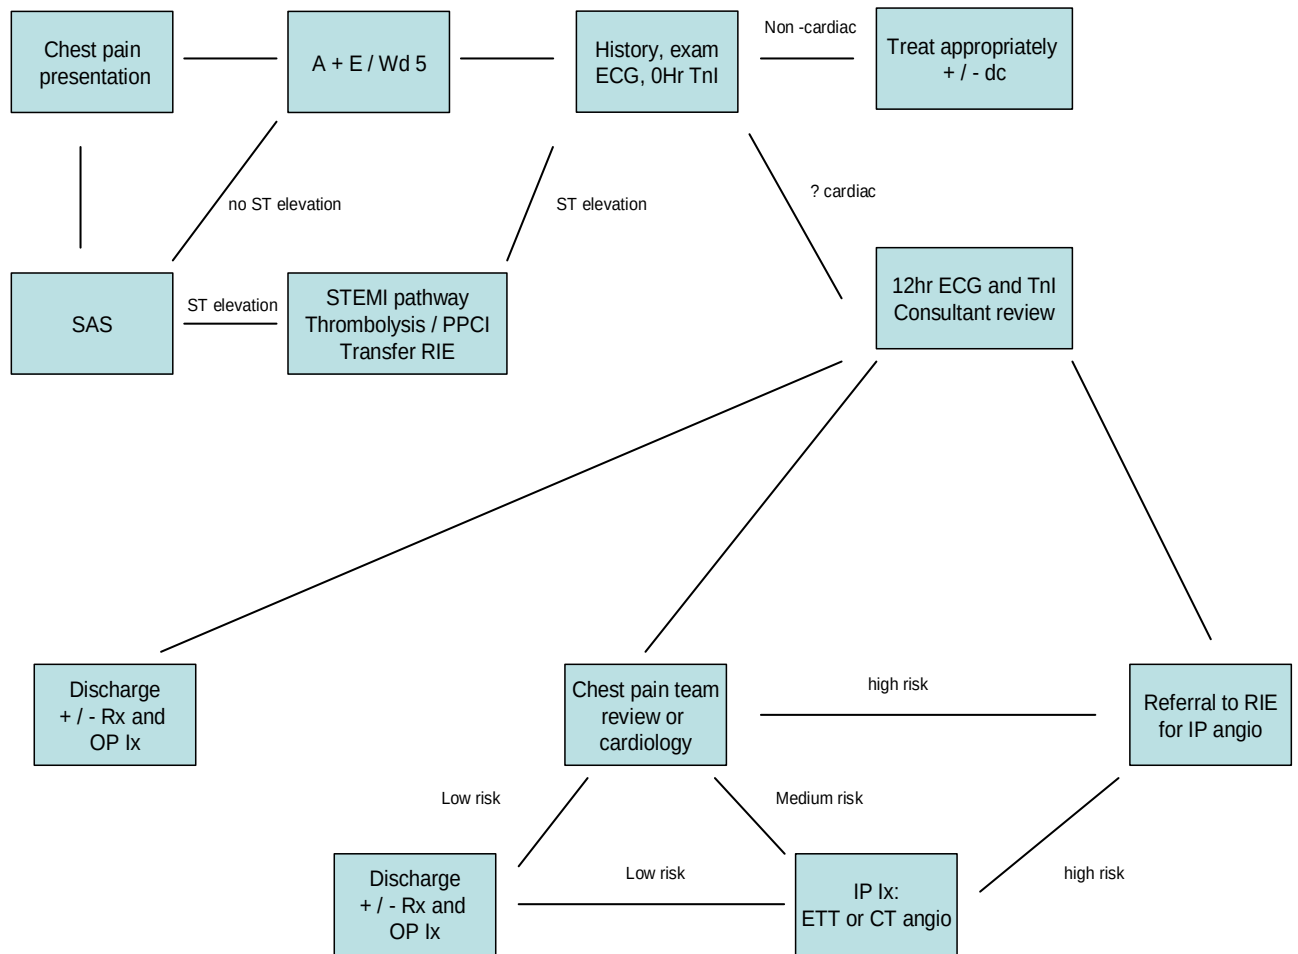 Chest pain
presentation
A + E / Wd 5
History, exam
ECG, 0Hr TnI
Non -cardiac
Treat appropriately
+ / - dc
no ST elevation
ST elevation
? cardiac
SAS
ST elevation
STEMI pathway
Thrombolysis / PPCI
Transfer RIE
12hr ECG and TnI
Consultant review
Discharge
+ / - Rx and
OP Ix
Chest pain team
review or
cardiology
high risk
Referral to RIE
for IP angio
Low risk
Medium risk
Discharge
+ / - Rx and
OP Ix
Low risk
IP Ix:
ETT or CT angio
high risk